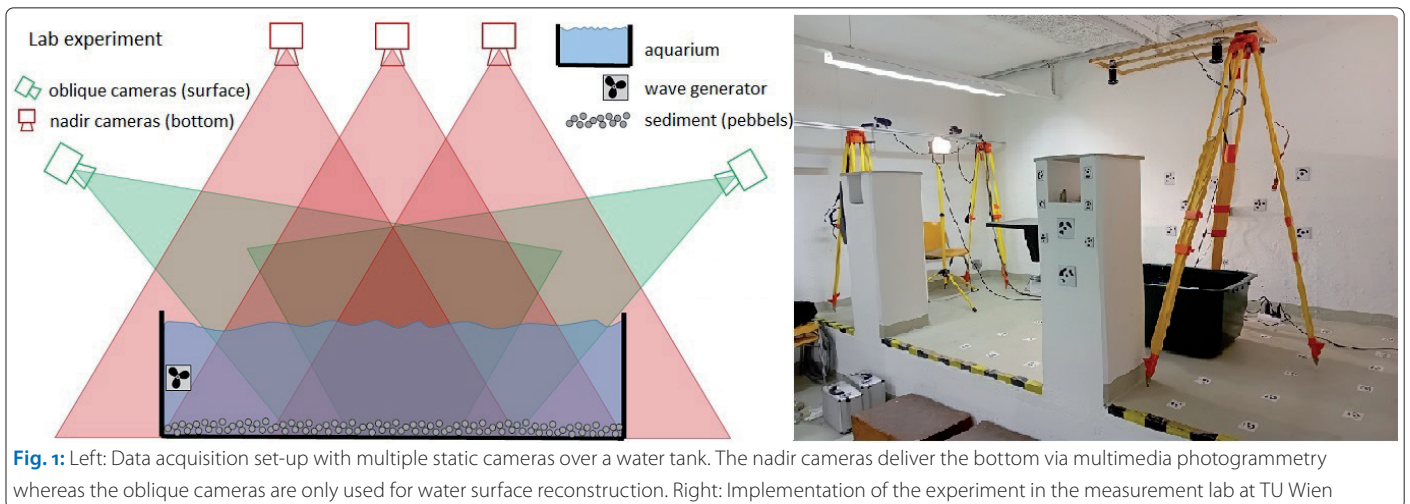 Lab experiment
oblique cameras (surface)
nadir cameras (bottom)
aquarium
wave generator
sediment (pebbels)
Fig. 1: Left: Data acquisition set-up with multiple static cameras over a water tank. The nadir cameras deliver the bottom via multimedia photogrammetry
whereas the oblique cameras are only used for water surface reconstruction. Right: Implementation of the experiment in the measurement lab at TU Wien